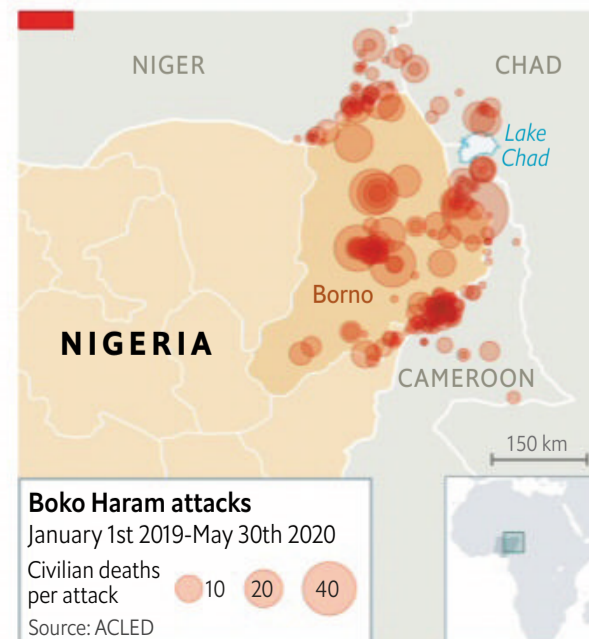 NIGER
CHAD
Lake
Chad
Borno
NIGERIA
CAMEROON
150 km
Boko Haram attacks
January 1st 2019-May 30th 2020
Civilian deaths
per attack
10 20 40
Source: ACLED